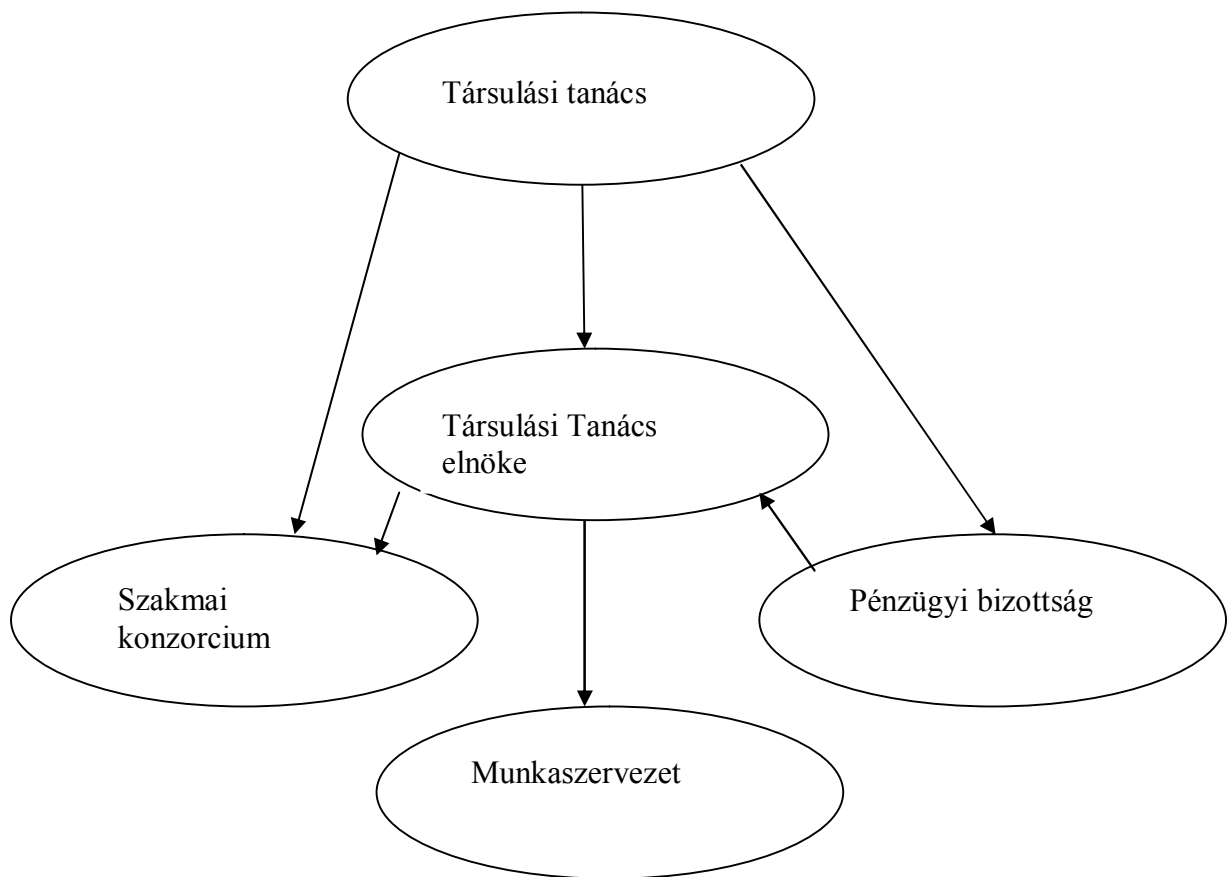 Társulási tanács
Társulási Tanács
elnöke
Szakmai
konzorcium
Pénzügyi bizottság
Munkaszervezet